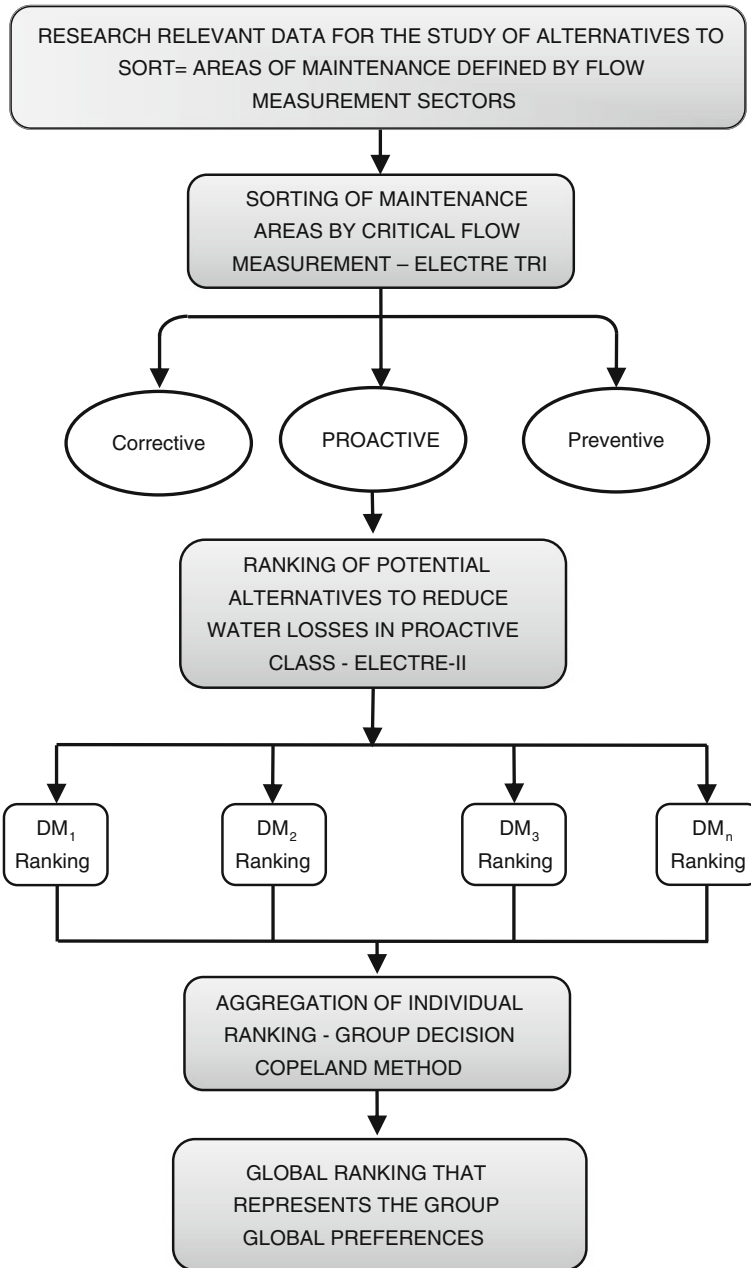 RESEARCH RELEVANT DATA FOR THE STUDY OF ALTERNATIVES TO
SORT= AREAS OF MAINTENANCE DEFINED BY FLOW
MEASUREMENT SECTORS
SORTING OF MAINTENANCE
AREAS BY CRITICAL FLOW
MEASUREMENT – ELECTRE TRI
Corrective
PROACTIVE
Preventive
RANKING OF POTENTIAL
ALTERNATIVES TO REDUCE
WATER LOSSES IN PROACTIVE
CLASS - ELECTRE-II
DM1
Ranking
DM2
Ranking
DM3
Ranking
DMn
Ranking
AGGREGATION OF INDIVIDUAL
RANKING - GROUP DECISION
COPELAND METHOD
GLOBAL RANKING THAT
REPRESENTS THE GROUP
GLOBAL PREFERENCES